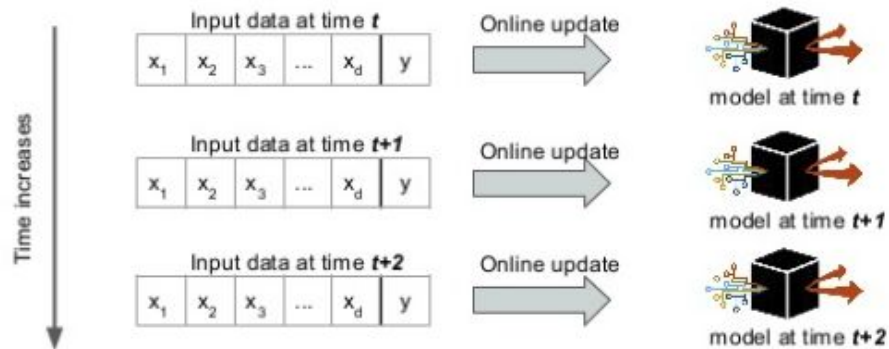 Input data at time t
Online update
x1 x2 x3 ... xd y
model at time t
Input data at time t+1
Online update
x1 x2 x3 ... xd y
model at time t+1
Input data at time t+2
Online update
x1 x2 x3 ... xd y
model at time t+2
Time increases